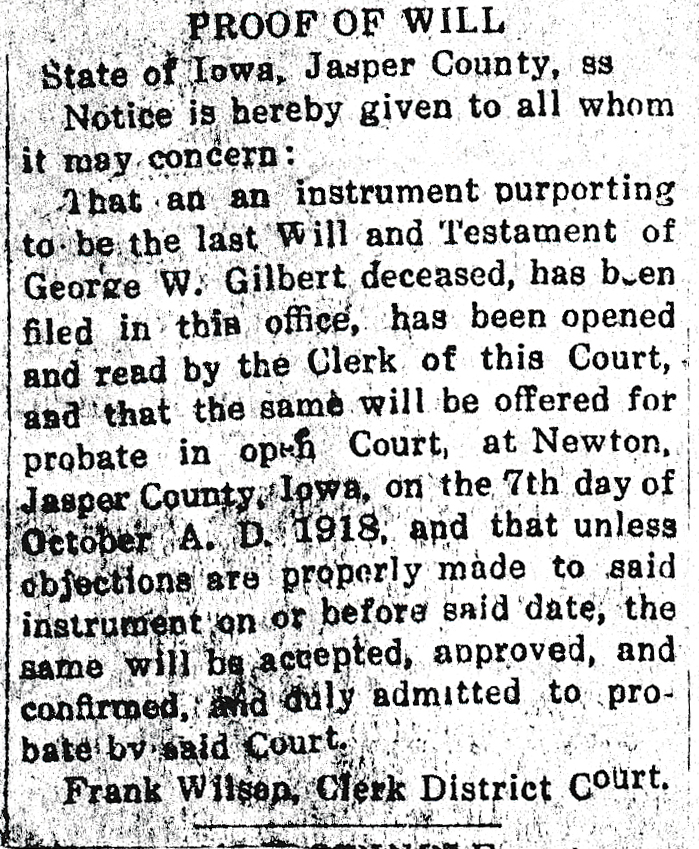 PROOF OF WILL
State of Iowa, Jasper County, ss
Notice is hereby given to all whom
it may concern:
That an an instrument purporting
to be the last Will and Testament of
George W. Gilbert deceased, has been
filed in this office, has been opened
and read by the Clerk of this Court,
and that the same will be offered for
probate in open Court, at Newton,
Jasper County, Iowa, on the 7th day of
October A. D. 1918, and that unless
objections are properly made to said
instrument on or before said date, the
same will be accepted, approved, and
confirmed, and duly admitted to pro-
bate by said Court.
Frank Wilson, Clerk District Court.